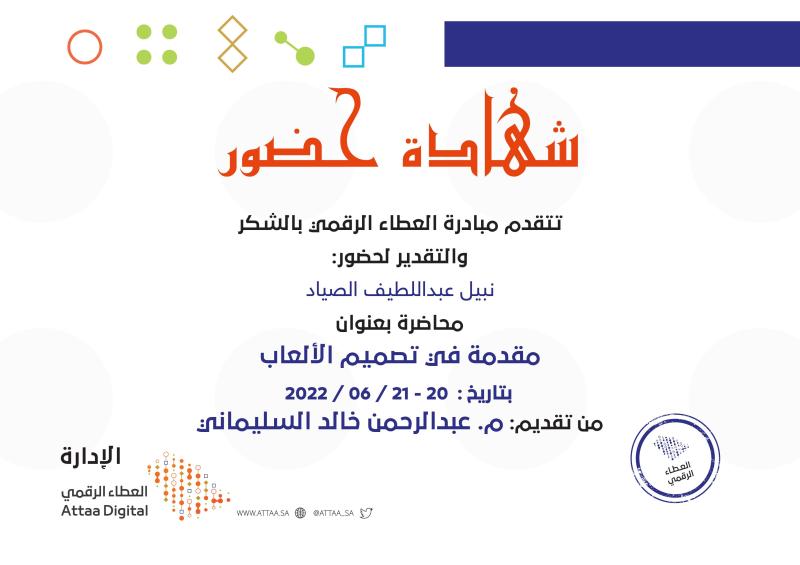 شهادة حضور
تتقدم مبادرة العطاء الرقمي بالشكر
والتقدير لحضور:
نبيل عبداللطيف الصياد
محاضرة بعنوان
مقدمة في تصميم الألعاب
بتاريخ : 20 - 21 / 06 / 2022
من تقديم: م. عبدالرحمن خالد السليماني
العطاء
الرقمي
الإدارة
العطاء الرقمي
Attaa Digital
WWW.ATTAA.SA @ATTAA_SA